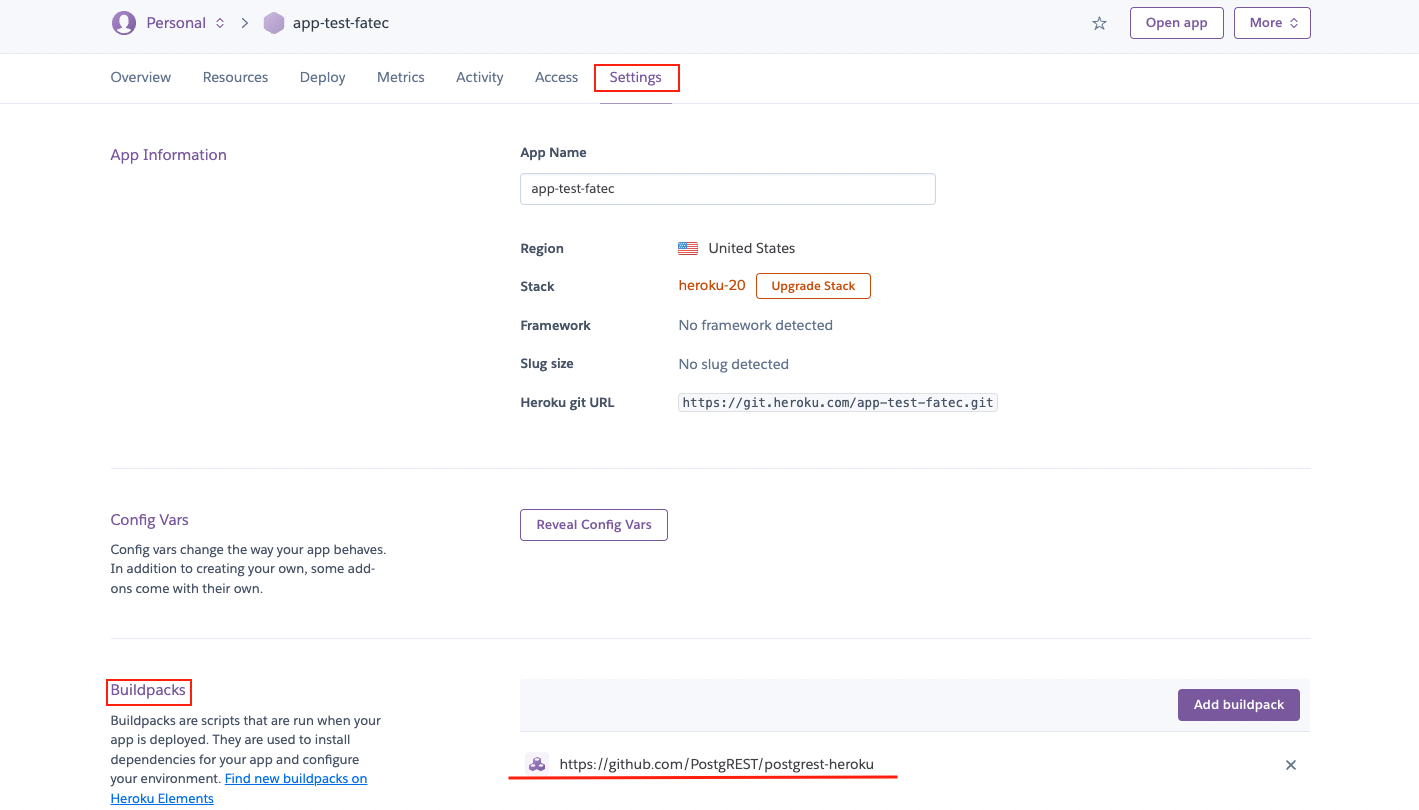 Personal
app-test-fatec
Open app
More
Overview
Resources
Deploy
Metrics
Activity
Access
Settings
App Information
App Name
app-test-fatec
Region
United States
Stack
heroku-20
Upgrade Stack
Framework
No framework detected
Slug size
No slug detected
Heroku git URL
https://git.heroku.com/app-test-fatec.git
Config Vars
Config vars change the way your app behaves.
In addition to creating your own, some add-
ons come with their own.
Reveal Config Vars
Buildpacks
Buildpacks are scripts that are run when your
app is deployed. They are used to install
dependencies for your app and configure
your environment. Find new buildpacks on
Heroku Elements
Add buildpack
https://github.com/PostgREST/postgrest-heroku